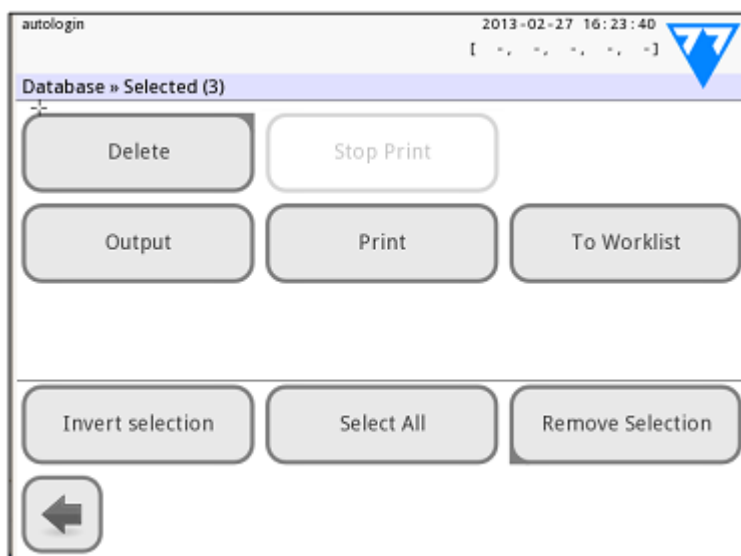 autologin 2013-02-27 16:23:40
[ -, -, -, -, -]
Database » Selected (3)
Delete Stop Print
Output Print To Worklist
Invert selection Select All Remove Selection